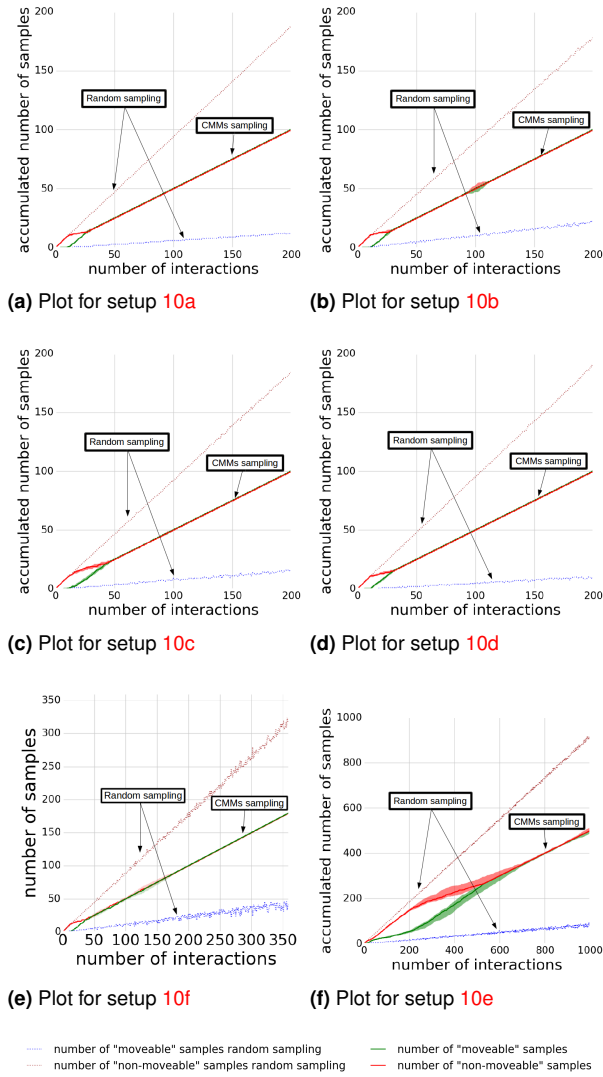 200
150
100
50
0
accumulated number of samples
Random sampling
CMMs sampling
0
50
100
150
200
number of interactions
(a) Plot for setup 10a
200
150
100
50
0
accumulated number of samples
Random sampling
CMMs sampling
0
50
100
150
200
number of interactions
(b) Plot for setup 10b
200
150
100
50
0
accumulated number of samples
Random sampling
CMMs sampling
0
50
100
150
200
number of interactions
(c) Plot for setup 10c
200
150
100
50
0
accumulated number of samples
Random sampling
CMMs sampling
0
50
100
150
200
number of interactions
(d) Plot for setup 10d
350
300
250
200
150
100
50
0
number of samples
Random sampling
CMMs sampling
0
50
100
150
200
250
300
350
number of interactions
(e) Plot for setup 10f
1000
800
600
400
200
0
accumulated number of samples
Random sampling
CMMs sampling
0
200
400
600
800
1000
number of interactions
(f) Plot for setup 10e
number of "moveable" samples random sampling
number of "non-moveable" samples random sampling
number of "moveable" samples
number of "non-moveable" samples